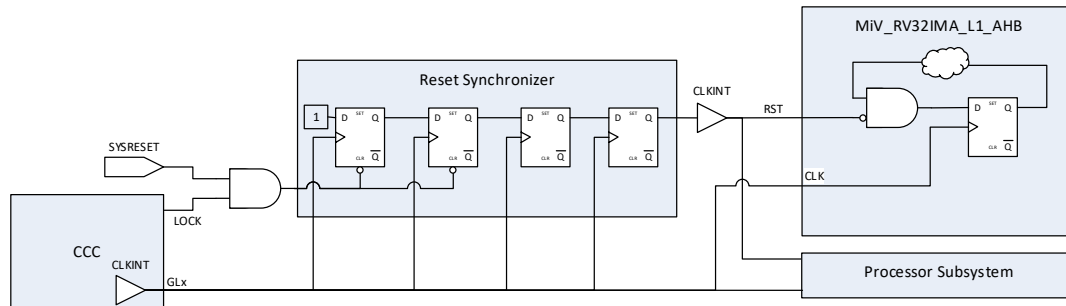 MiV_RV32IMA_L1_AHB
Reset Synchronizer
CLKINT
1
D SET Q
CLR Q
D SET Q
CLR Q
D SET Q
CLR Q
D SET Q
CLR Q
RST
D SET Q
CLR Q
SYSRESET
CLK
LOCK
CCC
CLKINT
GLx
Processor Subsystem